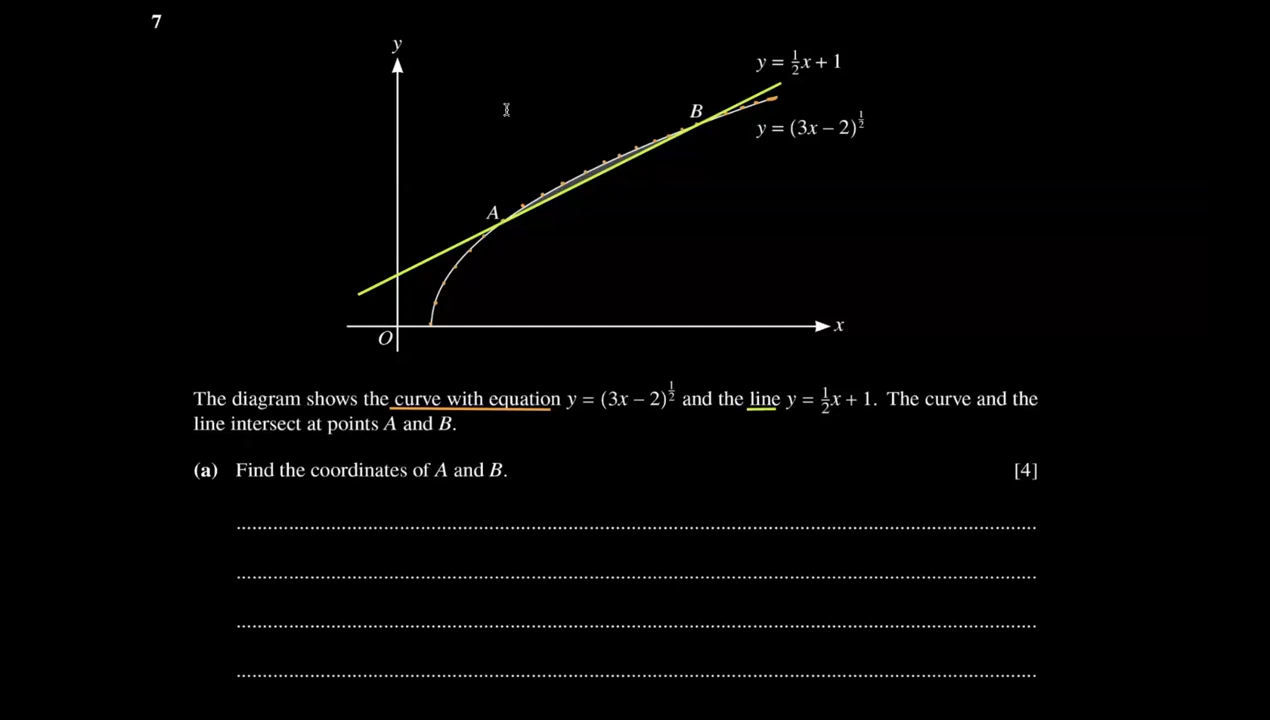 7
y
y = 1/2 x + 1
B
y = (3x – 2)^1/2
A
O
x
The diagram shows the curve with equation y = (3x – 2)^1/2 and the line y = 1/2 x + 1. The curve and the
line intersect at points A and B.
(a) Find the coordinates of A and B. [4]